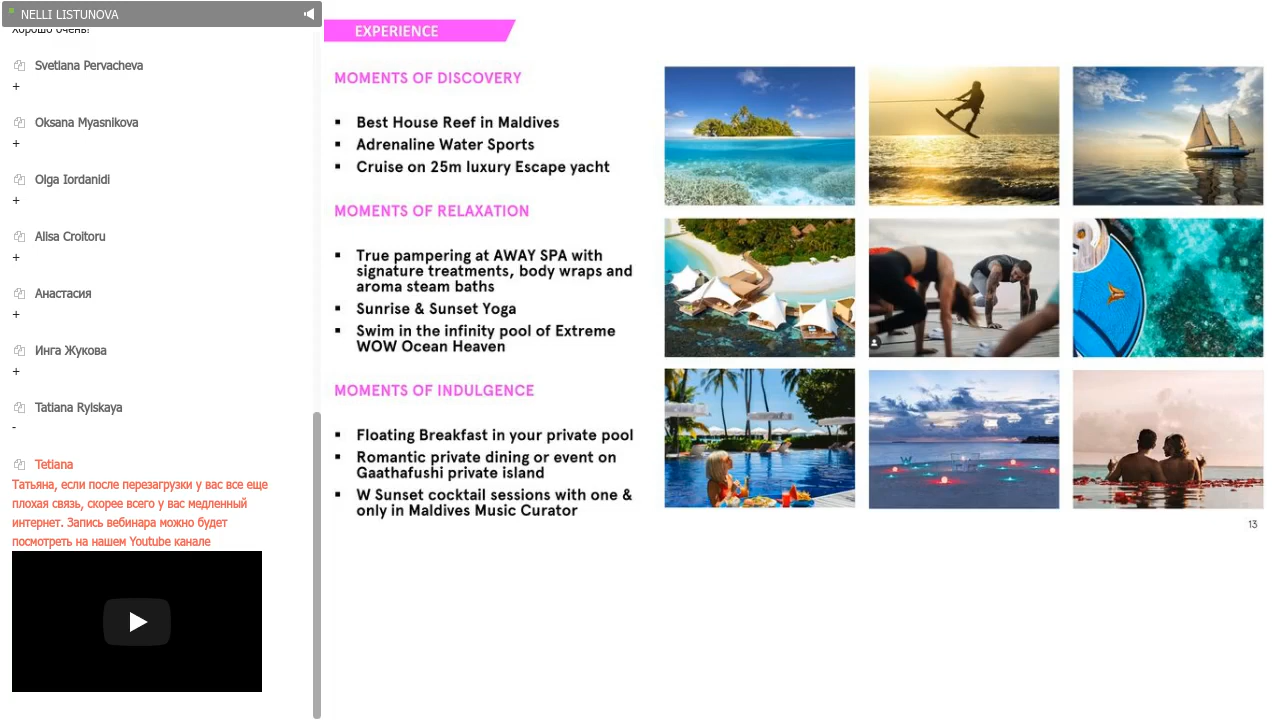 NELLI LISTUNOVA
Хорошо очень!
Svetlana Pervacheva
+
Oksana Myasnikova
+
Olga Iordanidi
+
Alisa Croitoru
+
Анастасия
+
Инга Жукова
+
Tatiana Rylskaya
-
Tetiana
Татьяна, если после перезагрузки у вас все еще
плохая связь, скорее всего у вас медленный
интернет. Запись вебинара можно будет
посмотреть на нашем Youtube канале
EXPERIENCE
MOMENTS OF DISCOVERY
▪ Best House Reef in Maldives
▪ Adrenaline Water Sports
▪ Cruise on 25m luxury Escape yacht
MOMENTS OF RELAXATION
▪ True pampering at AWAY SPA with
signature treatments, body wraps and
aroma steam baths
▪ Sunrise & Sunset Yoga
▪ Swim in the infinity pool of Extreme
WOW Ocean Heaven
MOMENTS OF INDULGENCE
▪ Floating Breakfast in your private pool
▪ Romantic private dining or event on
Gaathafushi private island
▪ W Sunset cocktail sessions with one &
only in Maldives Music Curator
W
13